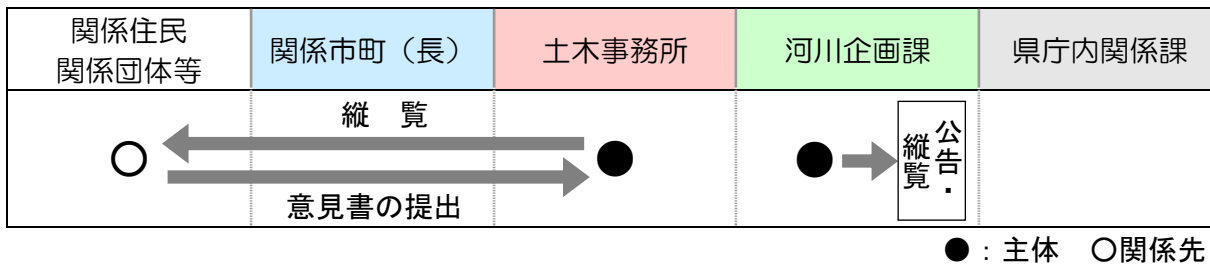 関係住民
関係団体等
関係市町（長）
土木事務所
河川企画課
県庁内関係課
縦　覧
意見書の提出
公告・
縦覧
●：主体　○関係先